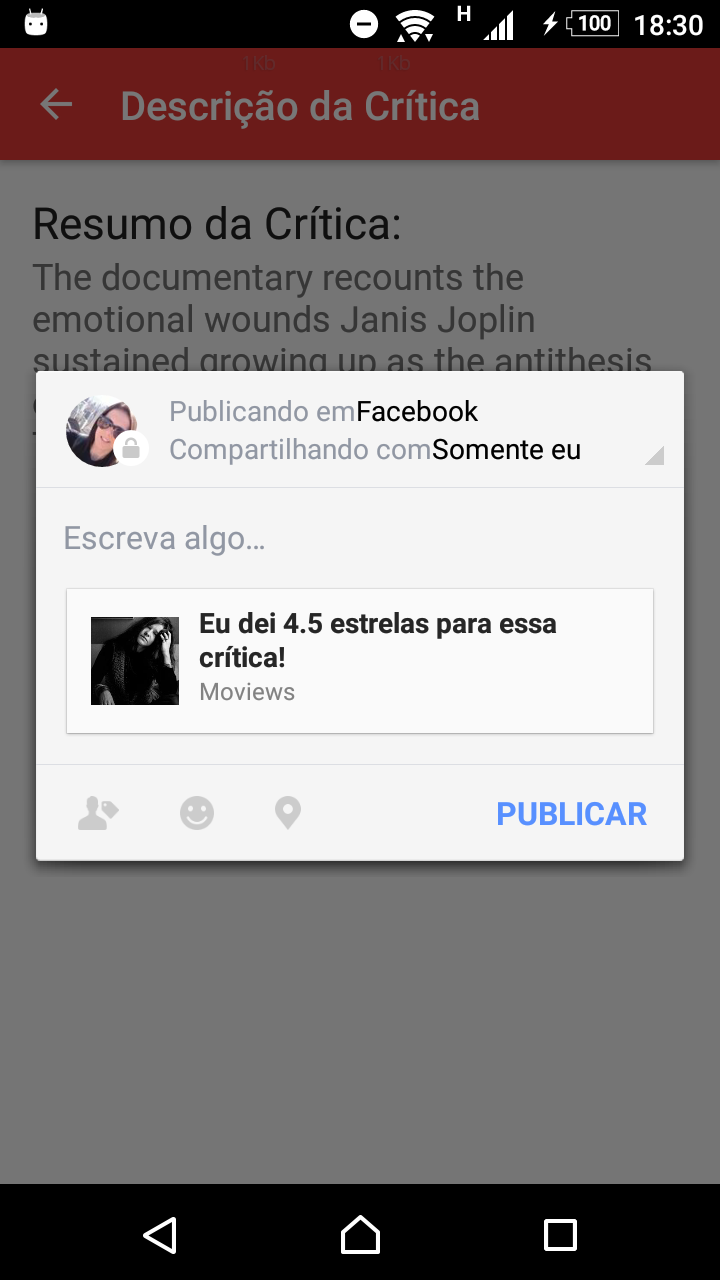 H
100
18:30
1Kb 1Kb
Descrição da Crítica
Resumo da Crítica:
The documentary recounts the
emotional wounds Janis Joplin
sustained growing up as the antithesis
Publicando emFacebook
Compartilhando comSomente eu
Escreva algo…
Eu dei 4.5 estrelas para essa
crítica!
Moviews
PUBLICAR